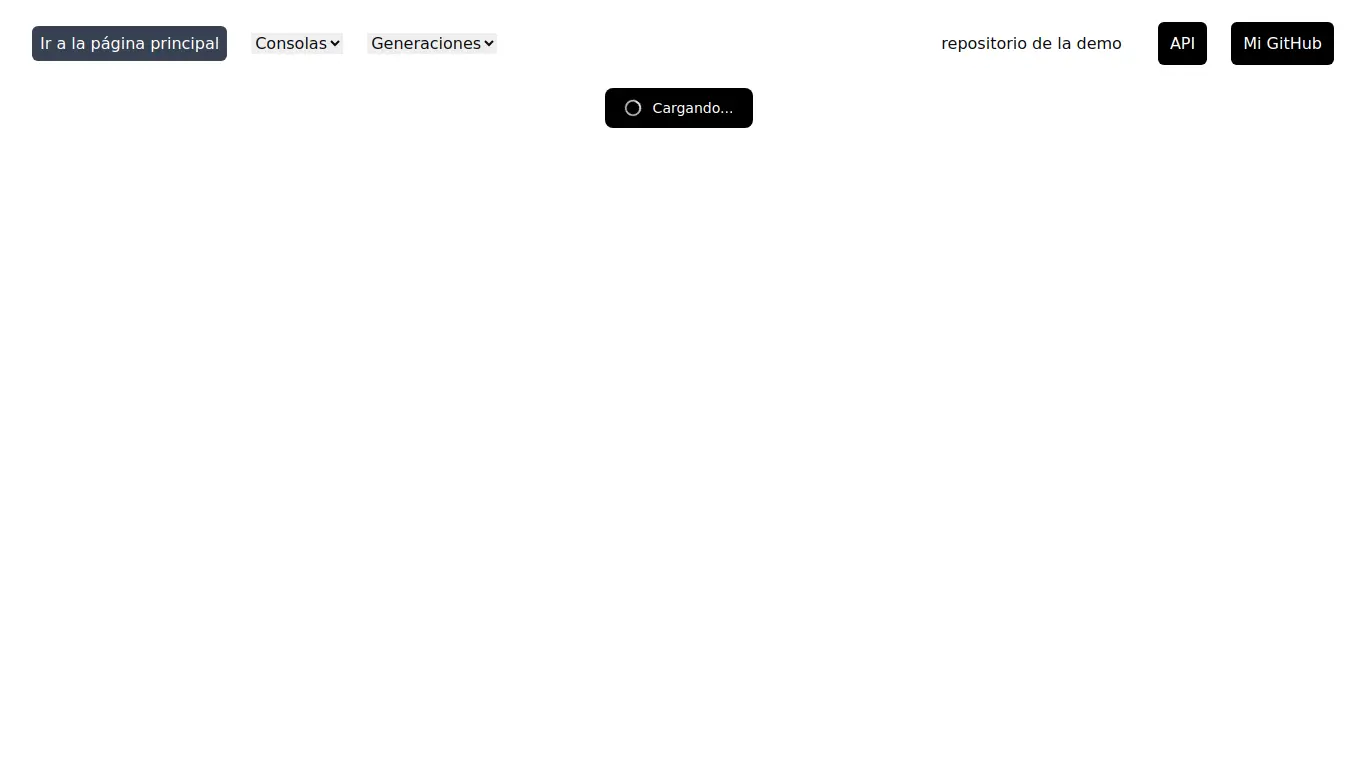 Ir a la página principal
Consolas
Generaciones
repositorio de la demo
API
Mi GitHub
Cargando...